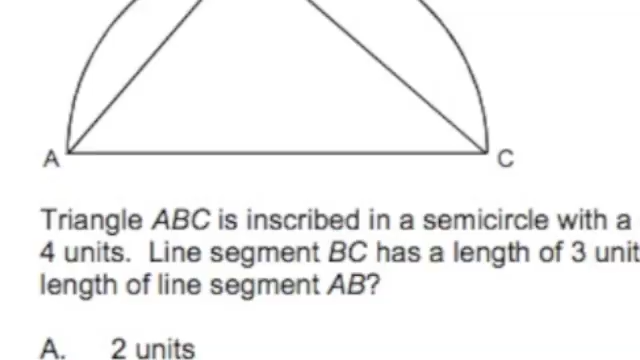 A
C
Triangle ABC is inscribed in a semicircle with a
4 units. Line segment BC has a length of 3 unit
length of line segment AB?
A. 2 units